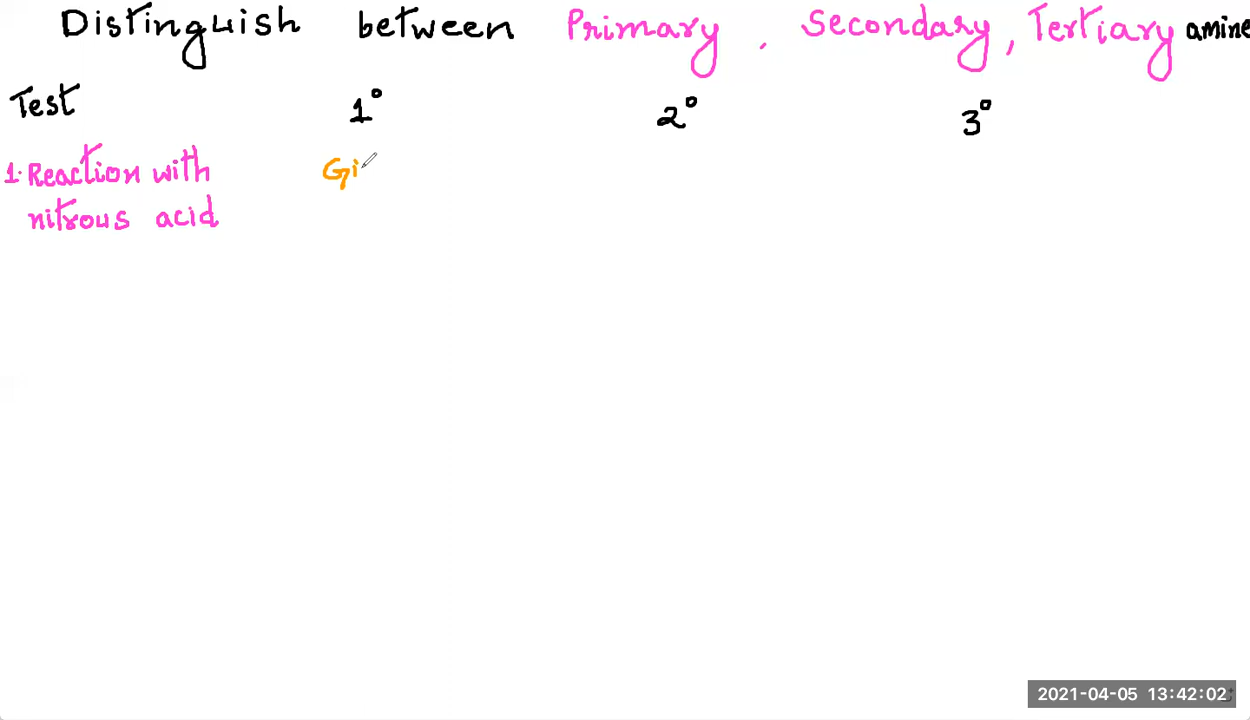 Distinguish between Primary, Secondary, Tertiary amine
Test 1° 2° 3°
1. Reaction with Gi
nitrous acid
2021-04-05 13:42:02